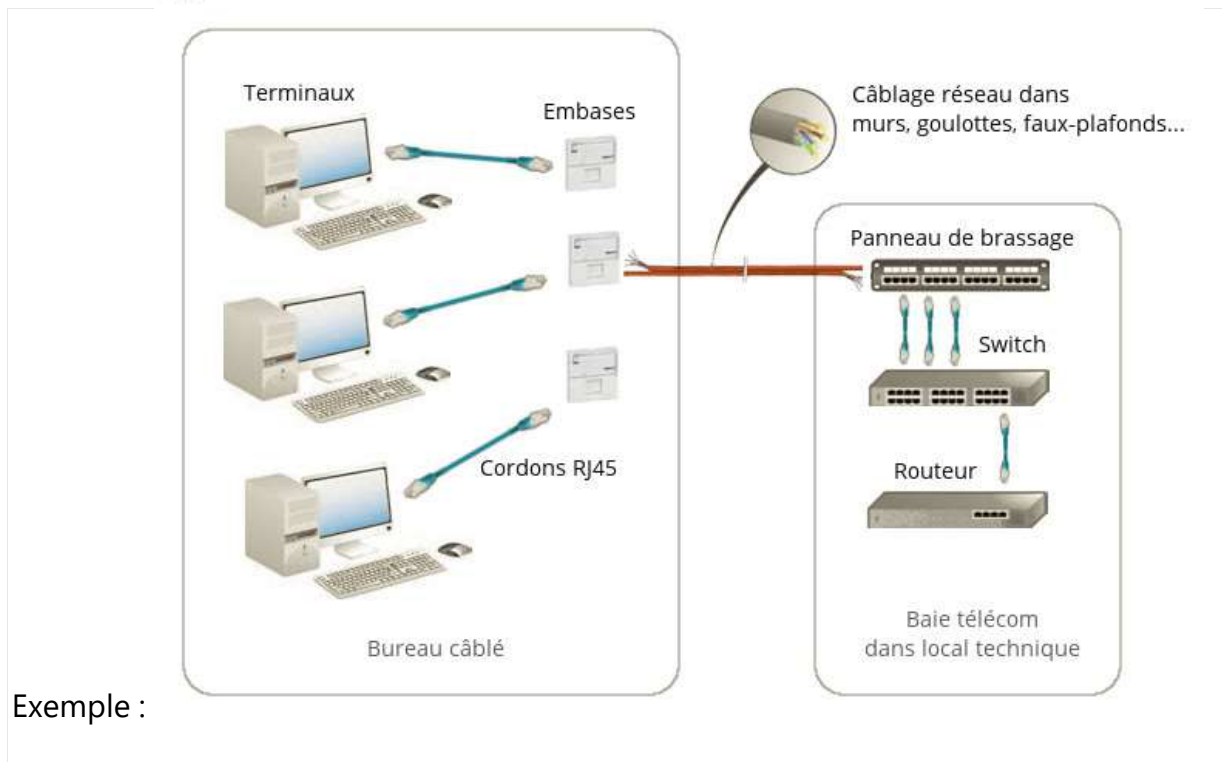 Terminaux
Embases
Câblage réseau dans
murs, goulottes, faux-plafonds...
Panneau de brassage
Switch
Cordons RJ45
Routeur
Bureau câblé
Baie télécom
dans local technique
Exemple :